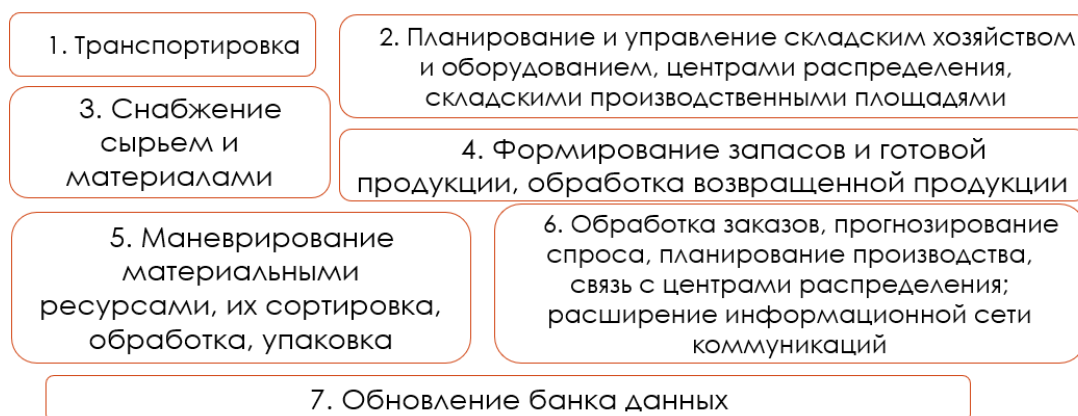 1. Транспортировка
2. Планирование и управление складским хозяйством
и оборудованием, центрами распределения,
складскими производственными площадями
3. Снабжение
сырьем и
материалами
4. Формирование запасов и готовой
продукции, обработка возвращенной продукции
5. Маневрирование
материальными
ресурсами, их сортировка,
обработка, упаковка
6. Обработка заказов, прогнозирование
спроса, планирование производства,
связь с центрами распределения;
расширение информационной сети
коммуникаций
7. Обновление банка данных